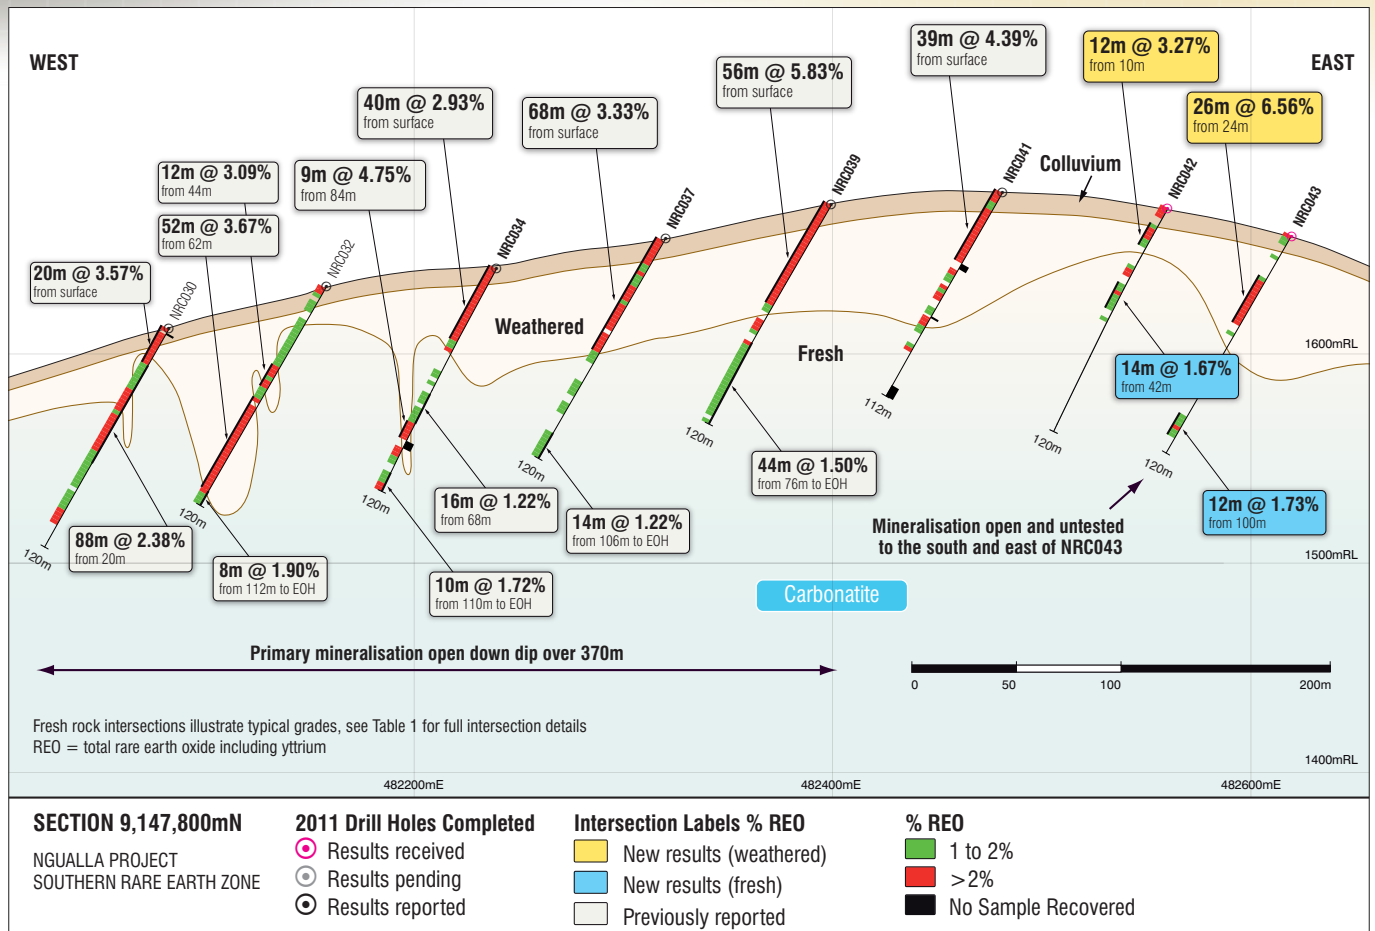 WEST
EAST
39m @ 4.39%
from surface
12m @ 3.27%
from 10m
56m @ 5.83%
from surface
40m @ 2.93%
from surface
68m @ 3.33%
from surface
26m @ 6.56%
from 24m
12m @ 3.09%
from 44m
9m @ 4.75%
from 84m
52m @ 3.67%
from 62m
20m @ 3.57%
from surface
NRC030
NRC032
NRC034
NRC037
NRC039
NRC041
NRC042
NRC043
Colluvium
Weathered
Fresh
1600mRL
14m @ 1.67%
from 42m
112m
120m
120m
120m
120m
120m
120m
120m
44m @ 1.50%
from 76m to EOH
16m @ 1.22%
from 68m
14m @ 1.22%
from 106m to EOH
12m @ 1.73%
from 100m
88m @ 2.38%
from 20m
8m @ 1.90%
from 112m to EOH
10m @ 1.72%
from 110m to EOH
Mineralisation open and untested
to the south and east of NRC043
1500mRL
Carbonatite
Primary mineralisation open down dip over 370m
0
50
100
200m
Fresh rock intersections illustrate typical grades, see Table 1 for full intersection details
REO = total rare earth oxide including yttrium
1400mRL
482200mE
482400mE
482600mE
SECTION 9,147,800mN
NGUALLA PROJECT
SOUTHERN RARE EARTH ZONE
2011 Drill Holes Completed
Results received
Results pending
Results reported
Intersection Labels % REO
New results (weathered)
New results (fresh)
Previously reported
% REO
1 to 2%
>2%
No Sample Recovered